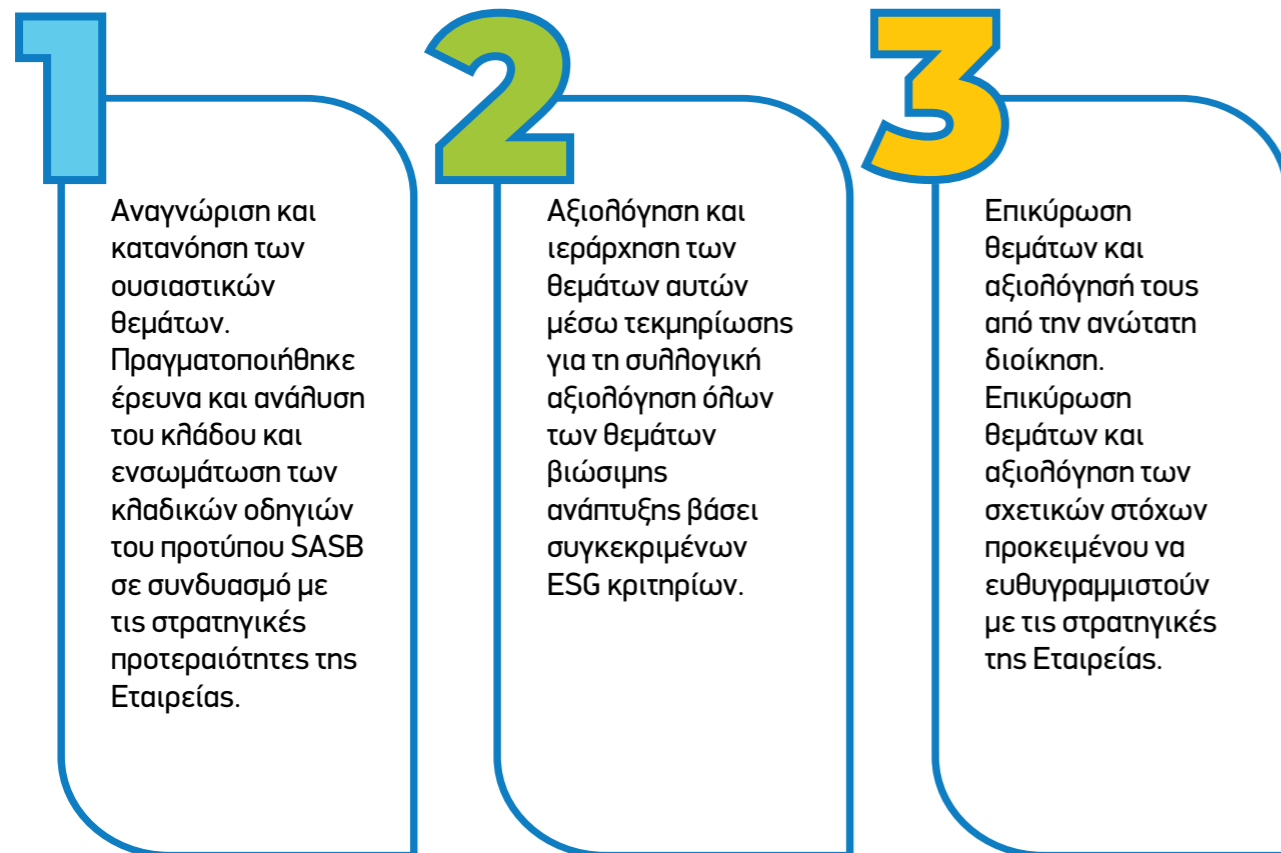 1
Αναγνώριση και
κατανόηση των
ουσιαστικών
θεμάτων.
Πραγματοποιήθηκε
έρευνα και ανάλυση
του κλάδου και
ενσωμάτωση των
κλαδικών οδηγιών
του προτύπου SASB
σε συνδυασμό με
τις στρατηγικές
προτεραιότητες της
Εταιρείας.
2
Αξιολόγηση και
ιεράρχηση των
θεμάτων αυτών
μέσω τεκμηρίωσης
για τη συλλογική
αξιολόγηση όλων
των θεμάτων
βιώσιμης
ανάπτυξης βάσει
συγκεκριμένων
ESG κριτηρίων.
3
Επικύρωση
θεμάτων και
αξιολόγησή τους
από την ανώτατη
διοίκηση.
Επικύρωση
θεμάτων και
αξιολόγηση των
σχετικών στόχων
προκειμένου να
ευθυγραμμιστούν
με τις στρατηγικές
της Εταιρείας.